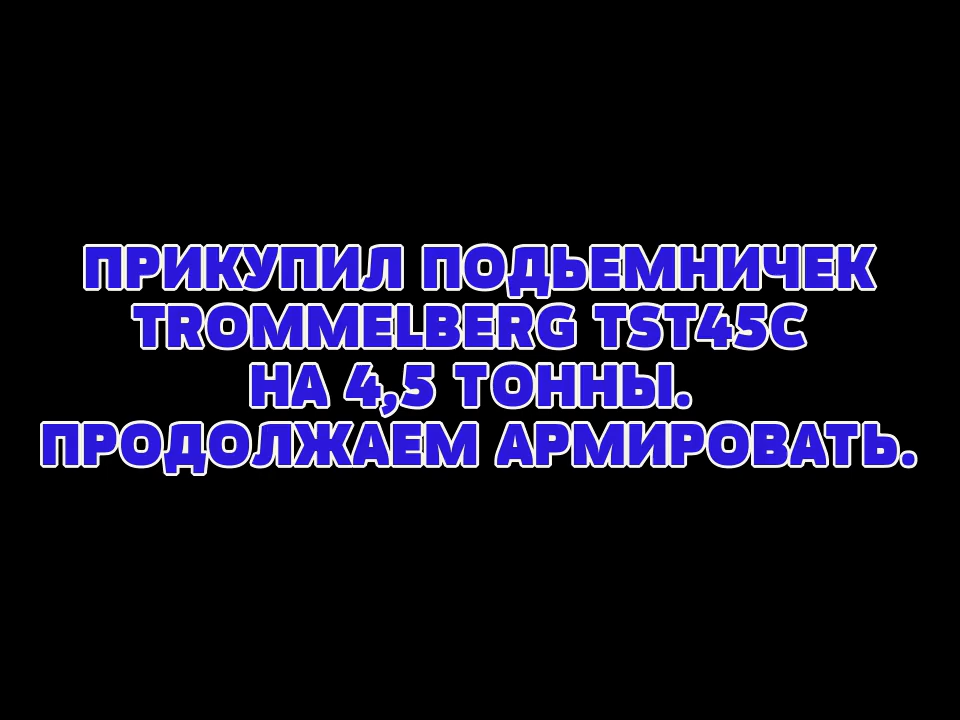 ПРИКУПИЛ ПОДЬЕМНИЧЕК
TROMMELBERG TST45C
НА 4,5 ТОННЫ.
ПРОДОЛЖАЕМ АРМИРОВАТЬ.